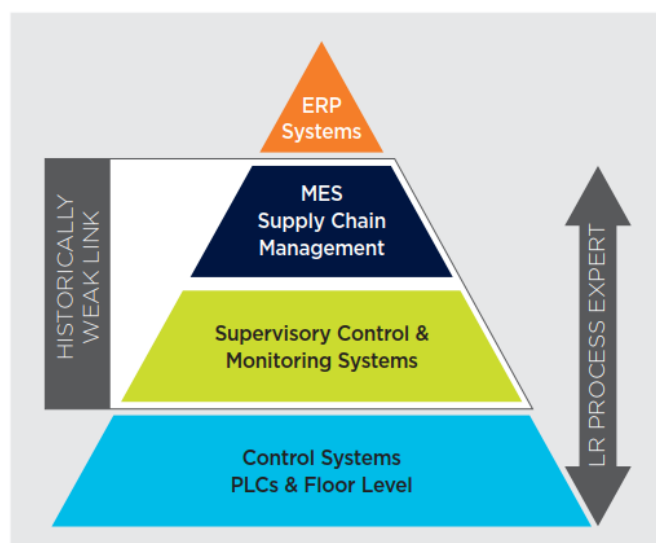 ERP
Systems
HISTORICALLY
WEAK LINK
MES
Supply Chain
Management
Supervisory Control &
Monitoring Systems
LR PROCESS EXPERT
Control Systems
PLCs & Floor Level